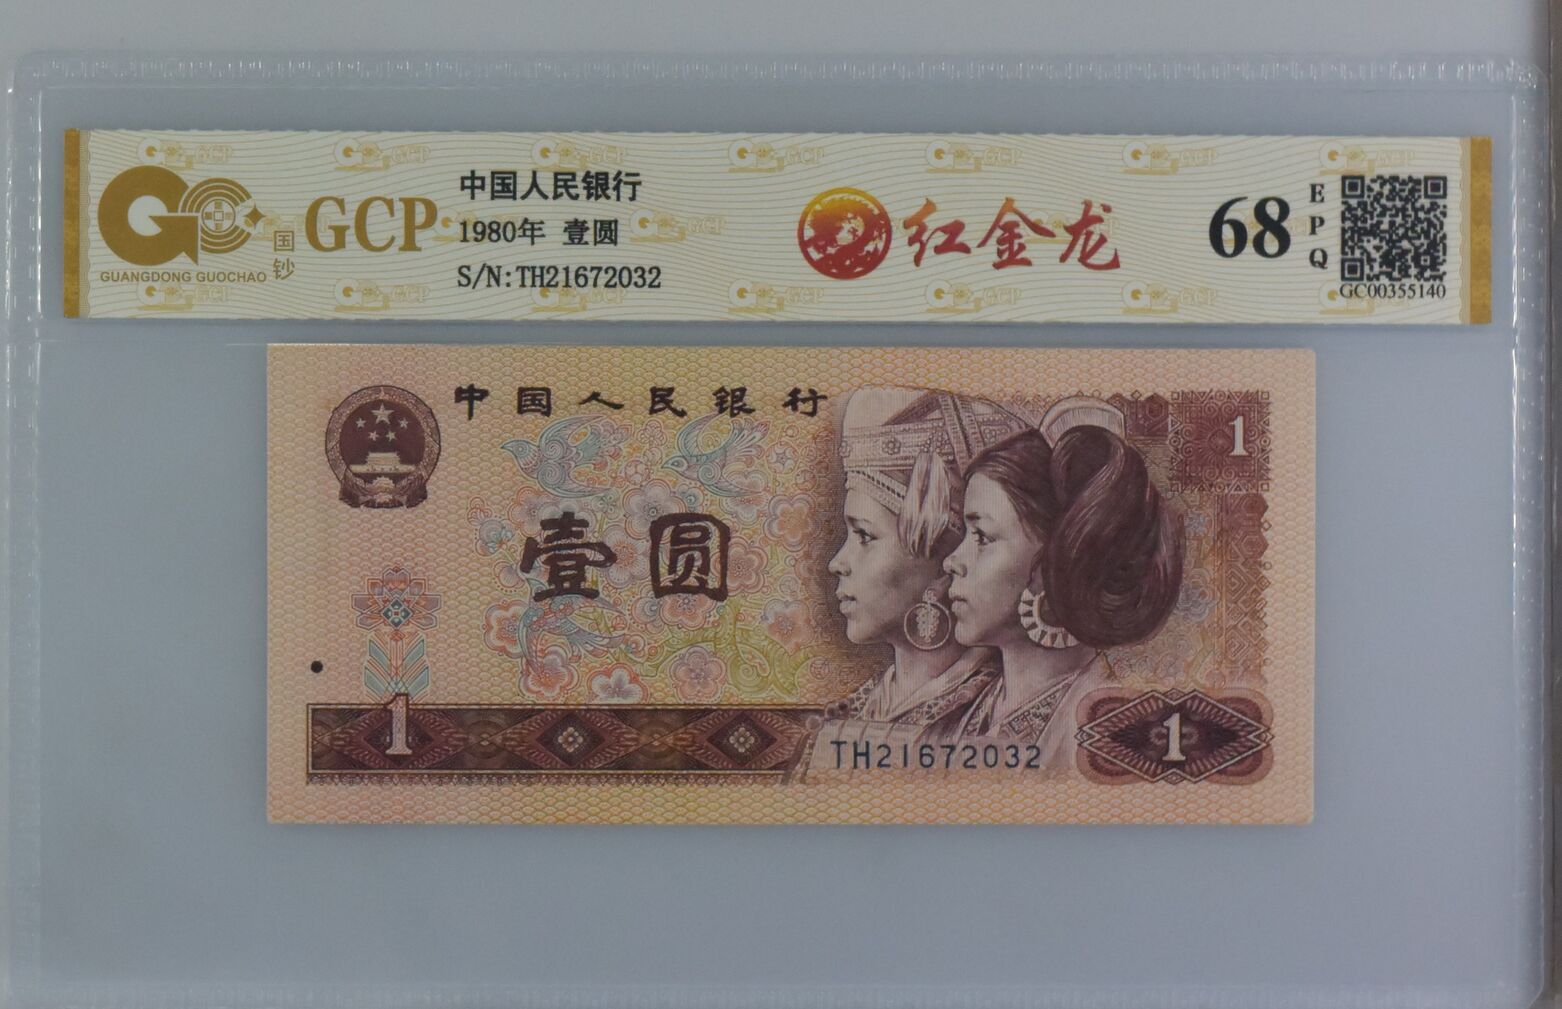 GUANGDONG GUOCHAO
国钞
GCP
中国人民银行
1980年 壹圆
S/N:TH21672032
红金龙
68
EPQ
GC00355140
中国人民银行
1
壹圆
1
TH21672032
1